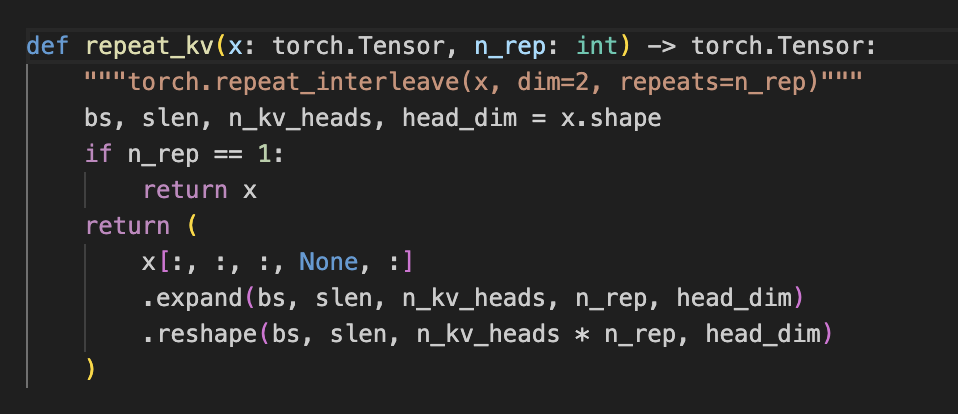 def repeat_kv(x: torch.Tensor, n_rep: int) -> torch.Tensor:
    """torch.repeat_interleave(x, dim=2, repeats=n_rep)"""
    bs, slen, n_kv_heads, head_dim = x.shape
    if n_rep == 1:
        return x
    return (
        x[:, :, :, None, :]
        .expand(bs, slen, n_kv_heads, n_rep, head_dim)
        .reshape(bs, slen, n_kv_heads * n_rep, head_dim)
    )